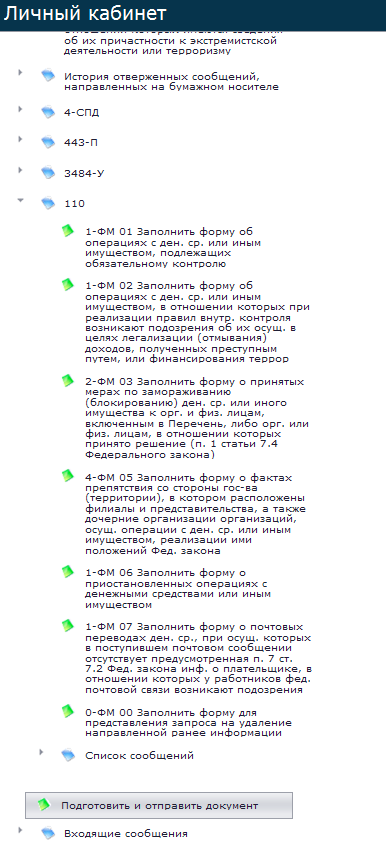 Личный кабинет
отношении которых имеются сведения
об их причастности к экстремистской
деятельности или терроризму
История отверженных сообщений,
направленных на бумажном носителе
4-СПД
443-П
3484-У
110
1-ФМ 01 Заполнить форму об
операциях с ден. ср. или иным
имуществом, подлежащих
обязательному контролю
1-ФМ 02 Заполнить форму об
операциях с ден. ср. или иным
имуществом, в отношении которых при
реализации правил внутр. контроля
возникают подозрения об их осущ. в
целях легализации (отмывания)
доходов, полученных преступным
путем, или финансирования террор
2-ФМ 03 Заполнить форму о принятых
мерах по замораживанию
(блокированию) ден. ср. или иного
имущества к орг. и физ. лицам,
включенным в Перечень, либо орг. или
физ. лицам, в отношении которых
принято решение (п. 1 статьи 7.4
Федерального закона)
4-ФМ 05 Заполнить форму о фактах
препятствия со стороны гос-ва
(территории), в котором расположены
филиалы и представительства, а также
дочерние организации организаций,
осущ. операции с ден. ср. или иным
имуществом, реализации ими
положений Фед. закона
1-ФМ 06 Заполнить форму о
приостановленных операциях с
денежными средствами или иным
имуществом
1-ФМ 07 Заполнить форму о почтовых
переводах ден. ср., при осущ. которых
в поступившем почтовом сообщении
отсутствует предусмотренная п. 7 ст.
7.2 Фед. закона инф. о плательщике, в
отношении которых у работников фед.
почтовой связи возникают подозрения
0-ФМ 00 Заполнить форму для
представления запроса на удаление
направленной ранее информации
Список сообщений
Подготовить и отправить документ
Входящие сообщения